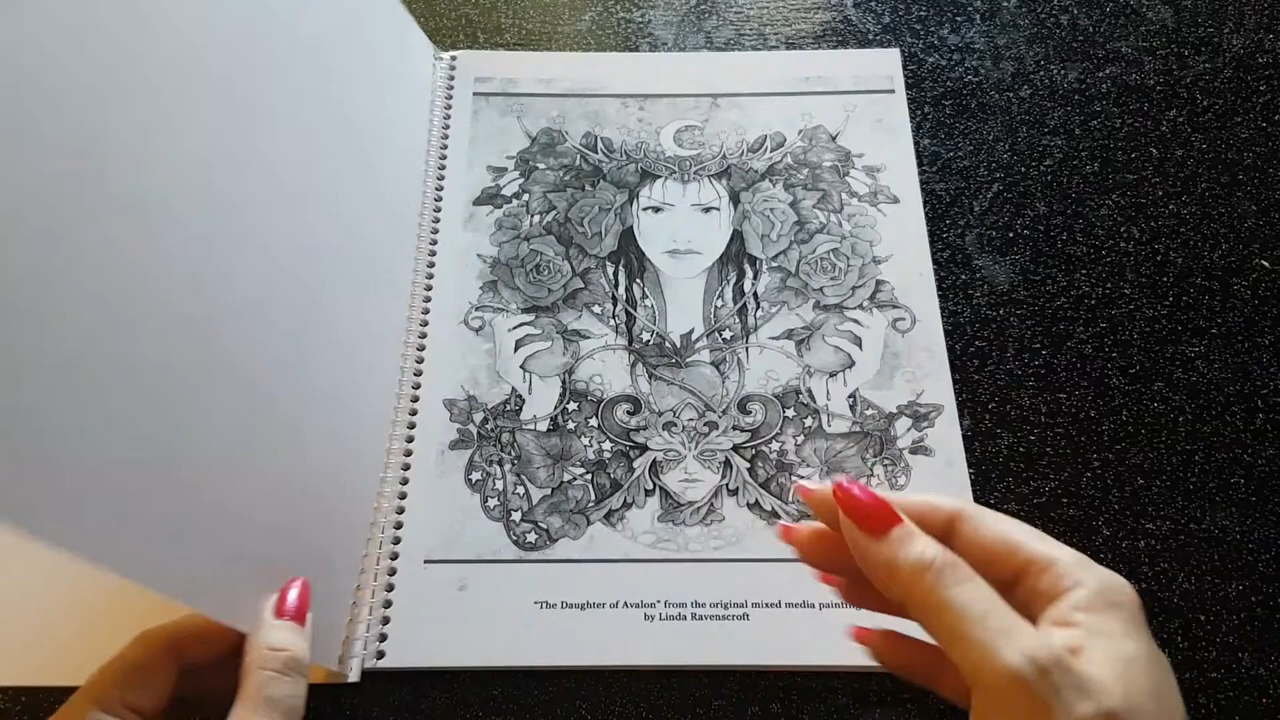 "The Daughter of Avalon" from the original mixed media painting
by Linda Ravenscroft